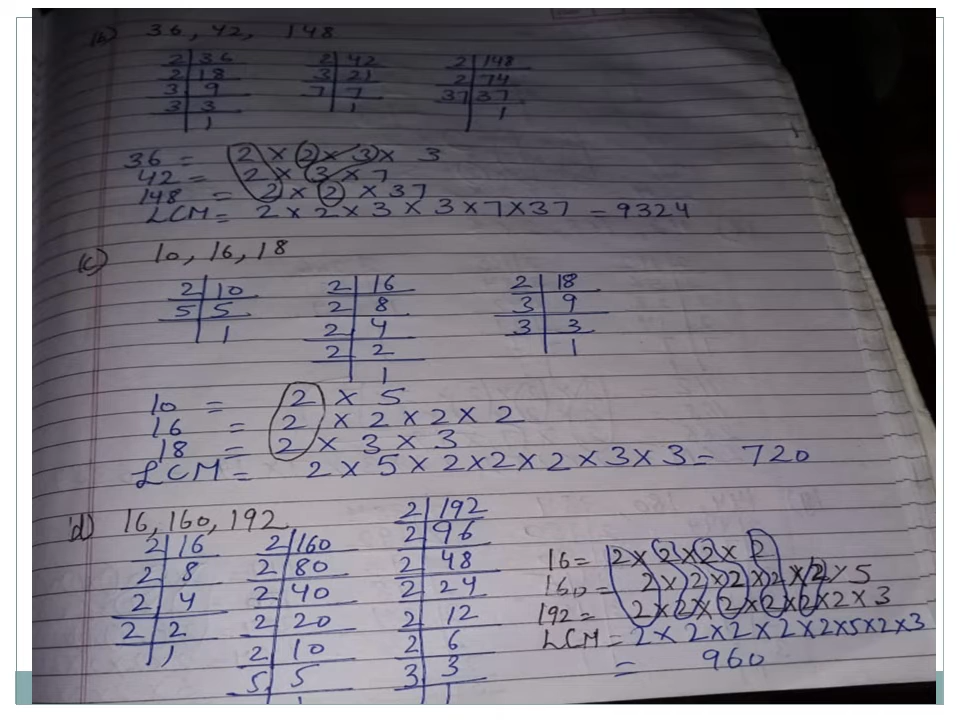 (b) 36, 42, 148
2 | 36   2 | 42   2 | 148
2 | 18   3 | 21   2 | 74
3 | 9   7 | 7   37 | 37
3 | 3   1   1
1
36 = 2 × 2 × 3 × 3
42 = 2 × 3 × 7
148 = 2 × 2 × 37
LCM = 2 × 2 × 3 × 3 × 7 × 37 = 9324
(c) 10, 16, 18
2 | 10   2 | 16   2 | 18
5 | 5   2 | 8   3 | 9
1   2 | 4   3 | 3
2 | 2   1
1
10 = 2 × 5
16 = 2 × 2 × 2 × 2
18 = 2 × 3 × 3
LCM = 2 × 5 × 2 × 2 × 2 × 3 × 3 = 720
d) 16, 160, 192
2 | 16   2 | 160   2 | 192
2 | 8   2 | 80   2 | 96
2 | 4   2 | 40   2 | 48
2 | 2   2 | 20   2 | 24
1   2 | 10   2 | 12
5 | 5   2 | 6
1   3 | 3
1
16 = 2 × 2 × 2 × 2
160 = 2 × 2 × 2 × 2 × 2 × 5
192 = 2 × 2 × 2 × 2 × 2 × 2 × 3
LCM = 2 × 2 × 2 × 2 × 2 × 5 × 2 × 3
= 960